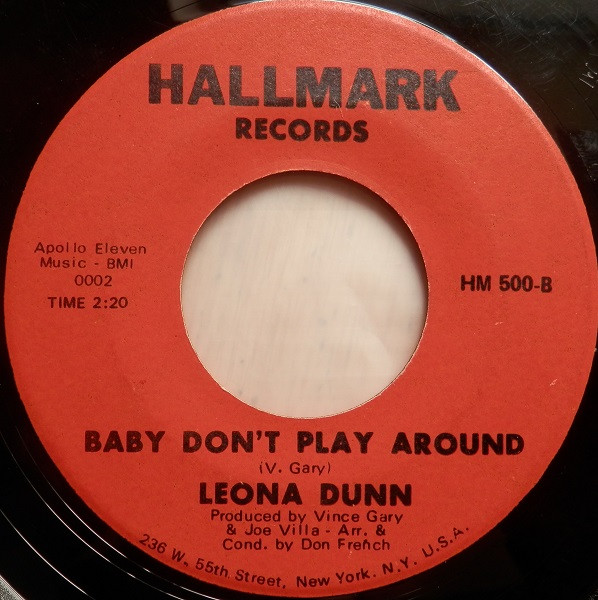 HALLMARK
RECORDS
Apollo Eleven
Music - BMI
0002
TIME 2:20
HM 500-B
BABY DON'T PLAY AROUND
(V. Gary)
LEONA DUNN
Produced by Vince Gary
& Joe Villa - Arr. &
Cond. by Don French
236 W. 55th Street, New York. N.Y. U.S.A.